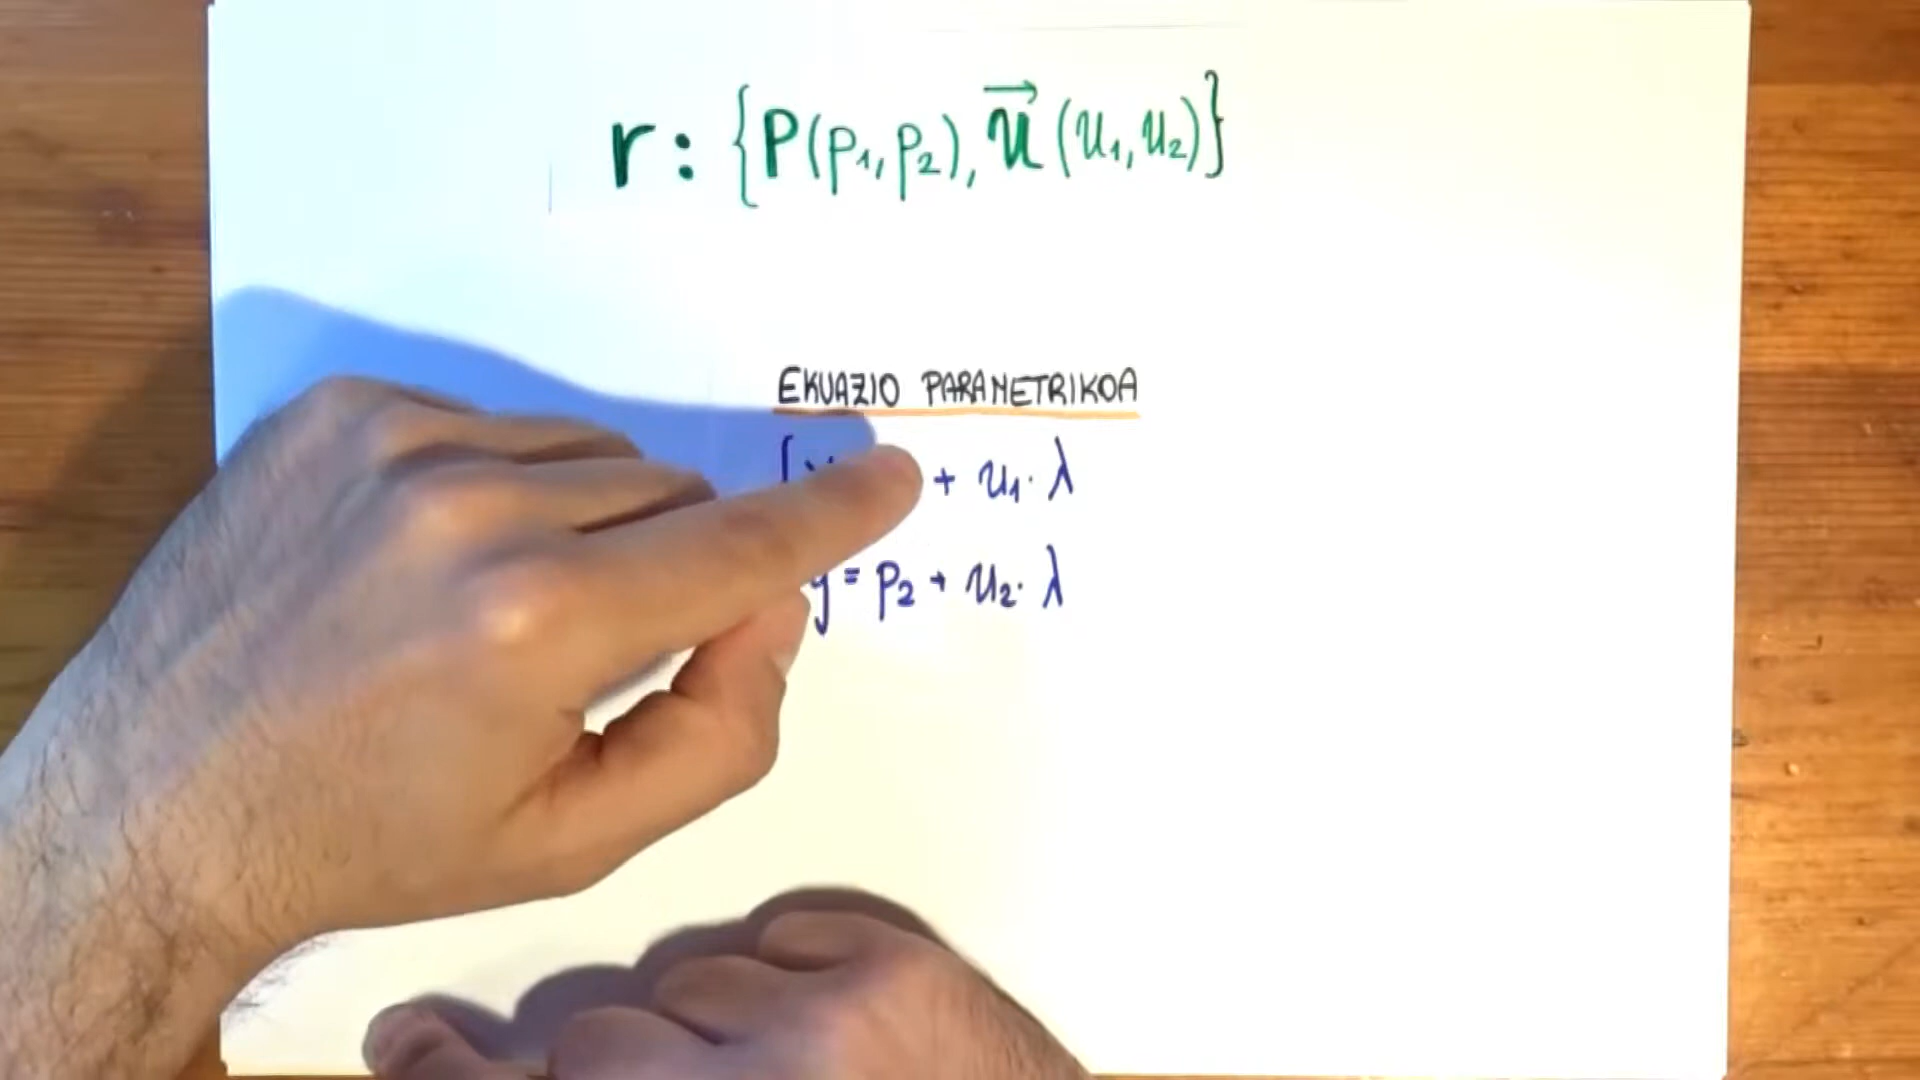 r: {P(p₁,p₂), u⃗ (u₁,u₂)}
EKUAZIO PARAMETRIKOA
+ u₁· λ
y = p₂ + u₂· λ